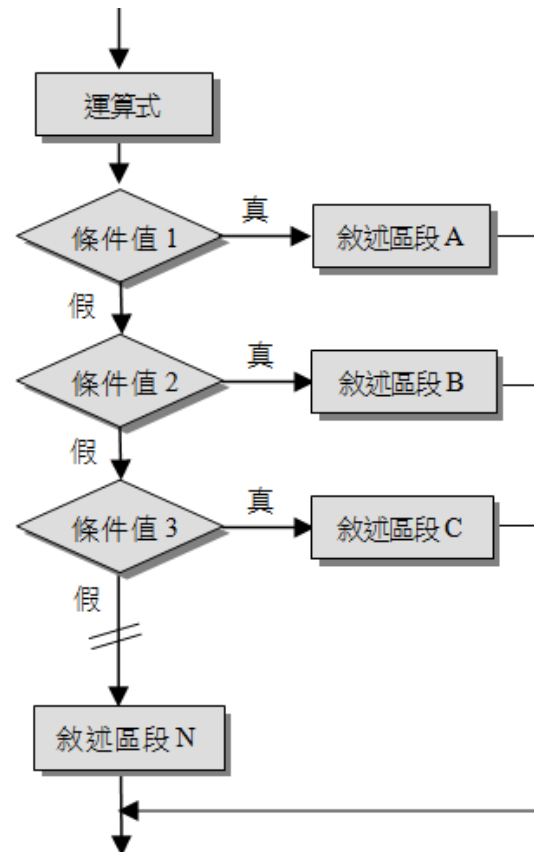 運算式
條件值 1
真
敘述區段 A
假
條件值 2
真
敘述區段 B
假
條件值 3
真
敘述區段 C
假
敘述區段 N